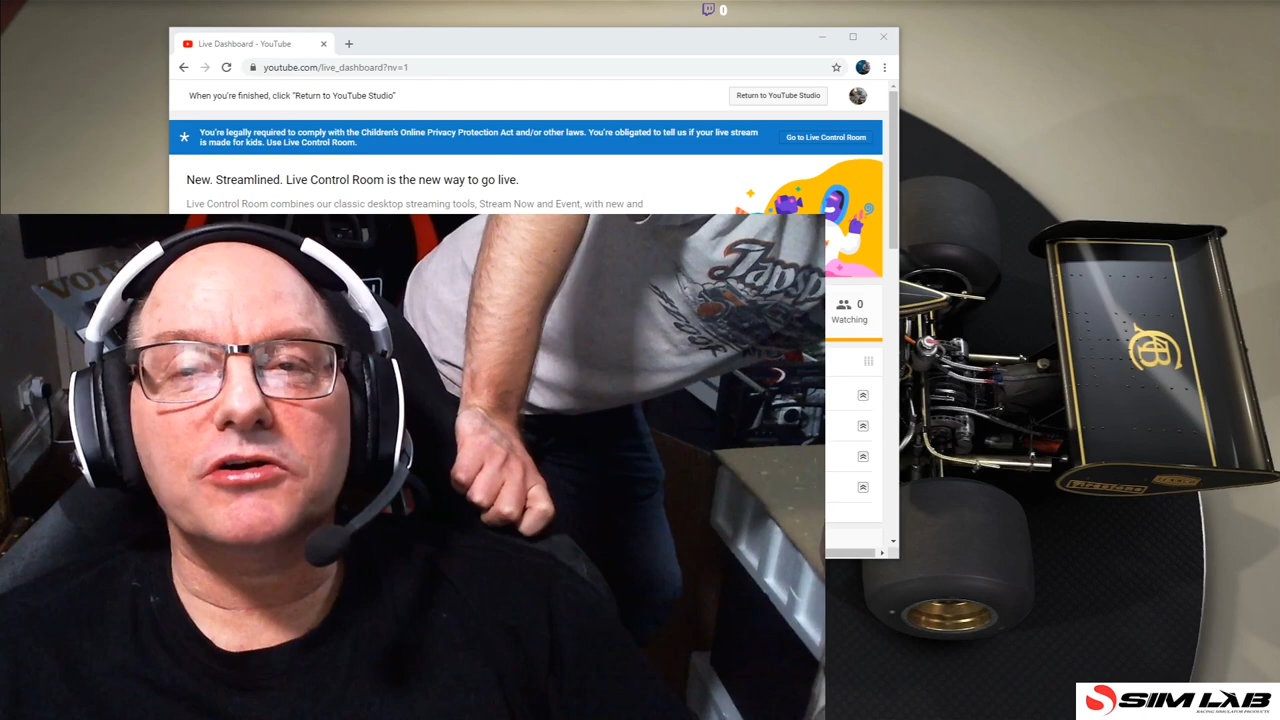 0
Live Dashboard - YouTube
youtube.com/live_dashboard?nv=1
When you're finished, click "Return to YouTube Studio"
Return to YouTube Studio
You're legally required to comply with the Children's Online Privacy Protection Act and/or other laws. You're obligated to tell us if your live stream
is made for kids. Use Live Control Room.
Go to Live Control Room
New. Streamlined. Live Control Room is the new way to go live.
Live Control Room combines our classic desktop streaming tools, Stream Now and Event, with new and
0
Watching
Firestone
SIM LAB
RACING SIMULATOR PRODUCTS